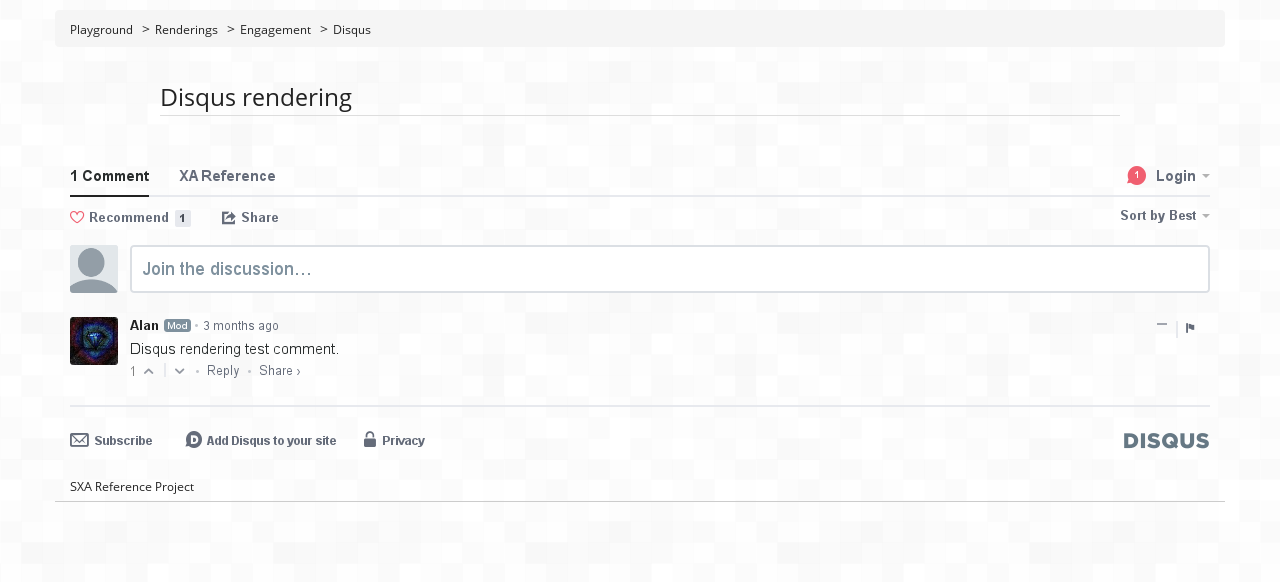 Playground > Renderings > Engagement > Disqus
Disqus rendering
1 Comment XA Reference 1 Login
Recommend 1 Share Sort by Best
Join the discussion...
Alan Mod • 3 months ago
Disqus rendering test comment.
1 • Reply • Share ›
Subscribe D Add Disqus to your site Privacy DISQUS
SXA Reference Project